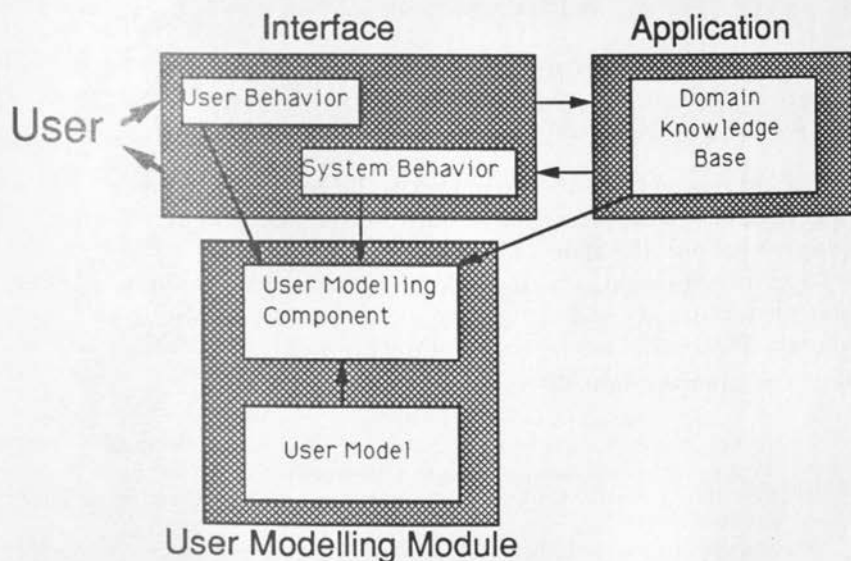 Interface
Application
User
User Behavior
System Behavior
Domain
Knowledge
Base
User Modelling
Component
User Model
User Modelling Module